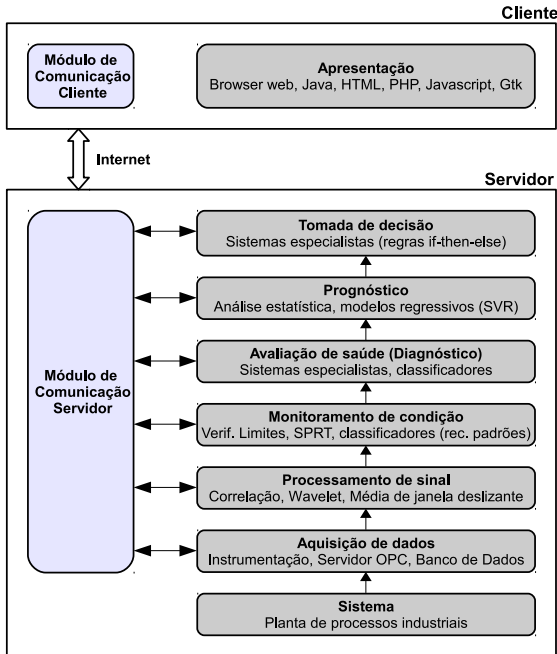 Cliente
Módulo de
Comunicação
Cliente
Apresentação
Browser web, Java, HTML, PHP, Javascript, Gtk
Internet
Servidor
Módulo de
Comunicação
Servidor
Tomada de decisão
Sistemas especialistas (regras if-then-else)
Prognóstico
Análise estatística, modelos regressivos (SVR)
Avaliação de saúde (Diagnóstico)
Sistemas especialistas, classificadores
Monitoramento de condição
Verif. Limites, SPRT, classificadores (rec. padrões)
Processamento de sinal
Correlação, Wavelet, Média de janela deslizante
Aquisição de dados
Instrumentação, Servidor OPC, Banco de Dados
Sistema
Planta de processos industriais